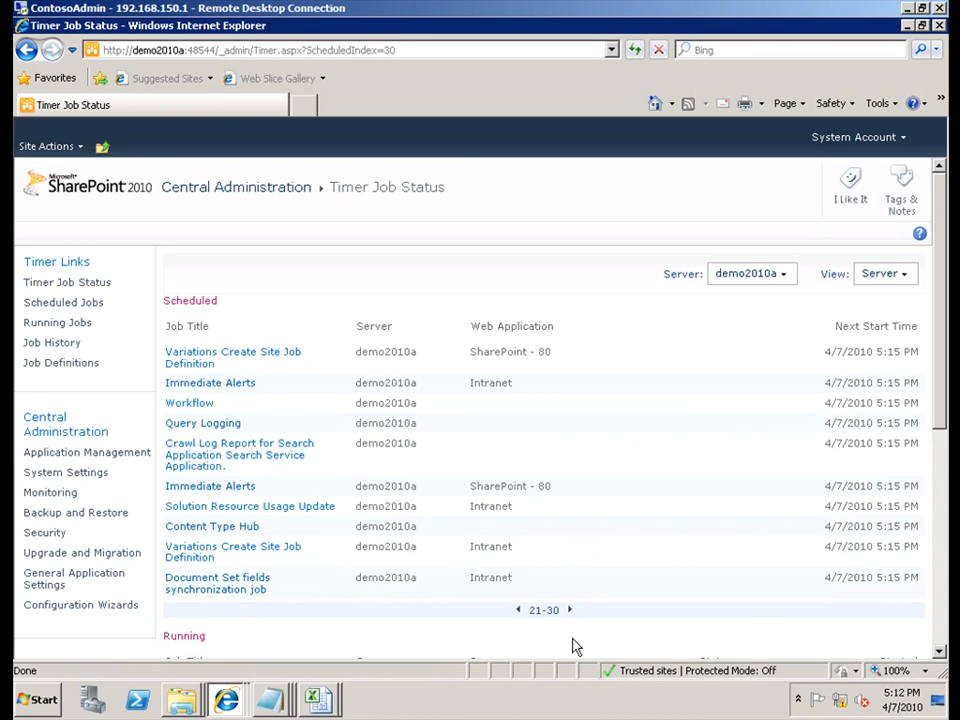 ContosoAdmin - 192.168.150.1 - Remote Desktop Connection
Timer Job Status - Windows Internet Explorer
http://demo2010a:48544/_admin/Timer.aspx?ScheduledIndex=30
Bing
Favorites Suggested Sites Web Slice Gallery
Timer Job Status
Page Safety Tools
Site Actions System Account
Microsoft SharePoint 2010 Central Administration Timer Job Status
I Like It Tags & Notes
Timer Links
Timer Job Status
Scheduled Jobs
Running Jobs
Job History
Job Definitions
Central Administration
Application Management
System Settings
Monitoring
Backup and Restore
Security
Upgrade and Migration
General Application Settings
Configuration Wizards
Server: demo2010a View: Server
Scheduled
Job Title Server Web Application Next Start Time
Variations Create Site Job Definition demo2010a SharePoint - 80 4/7/2010 5:15 PM
Immediate Alerts demo2010a Intranet 4/7/2010 5:15 PM
Workflow demo2010a 4/7/2010 5:15 PM
Query Logging demo2010a 4/7/2010 5:15 PM
Crawl Log Report for Search Application Search Service Application. demo2010a 4/7/2010 5:15 PM
Immediate Alerts demo2010a SharePoint - 80 4/7/2010 5:15 PM
Solution Resource Usage Update demo2010a Intranet 4/7/2010 5:15 PM
Content Type Hub demo2010a 4/7/2010 5:15 PM
Variations Create Site Job Definition demo2010a Intranet 4/7/2010 5:15 PM
Document Set fields synchronization job demo2010a Intranet 4/7/2010 5:15 PM
21-30
Running
Done Trusted sites | Protected Mode: Off 100%
Start 5:12 PM
4/7/2010